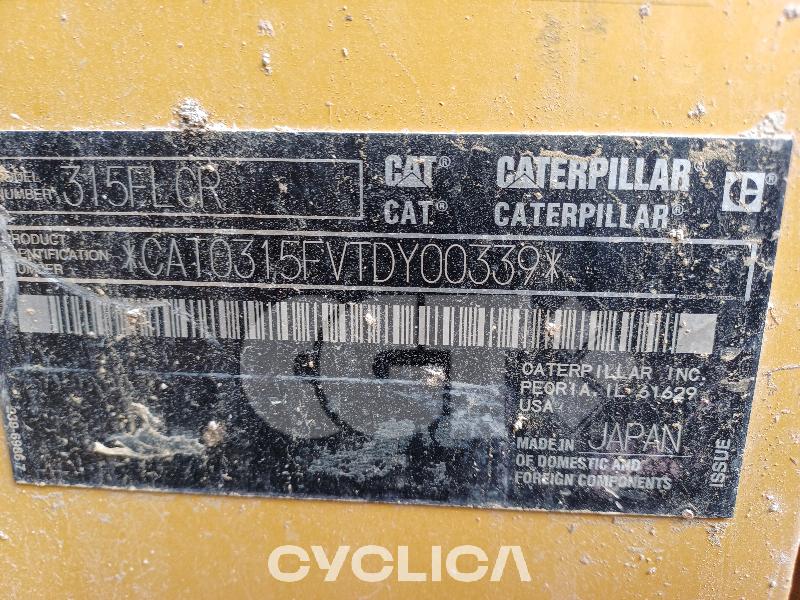 MODEL
NUMBER 315FLCR
CAT® CATERPILLAR
CAT® CATERPILLAR®
PRODUCT
IDENTIFICATION
NUMBER *CAT0315FVTDY00339*
CATERPILLAR INC.
PEORIA, IL 61629
USA
MADE IN JAPAN
OF DOMESTIC AND
FOREIGN COMPONENTS
ISSUE
CYCLICA